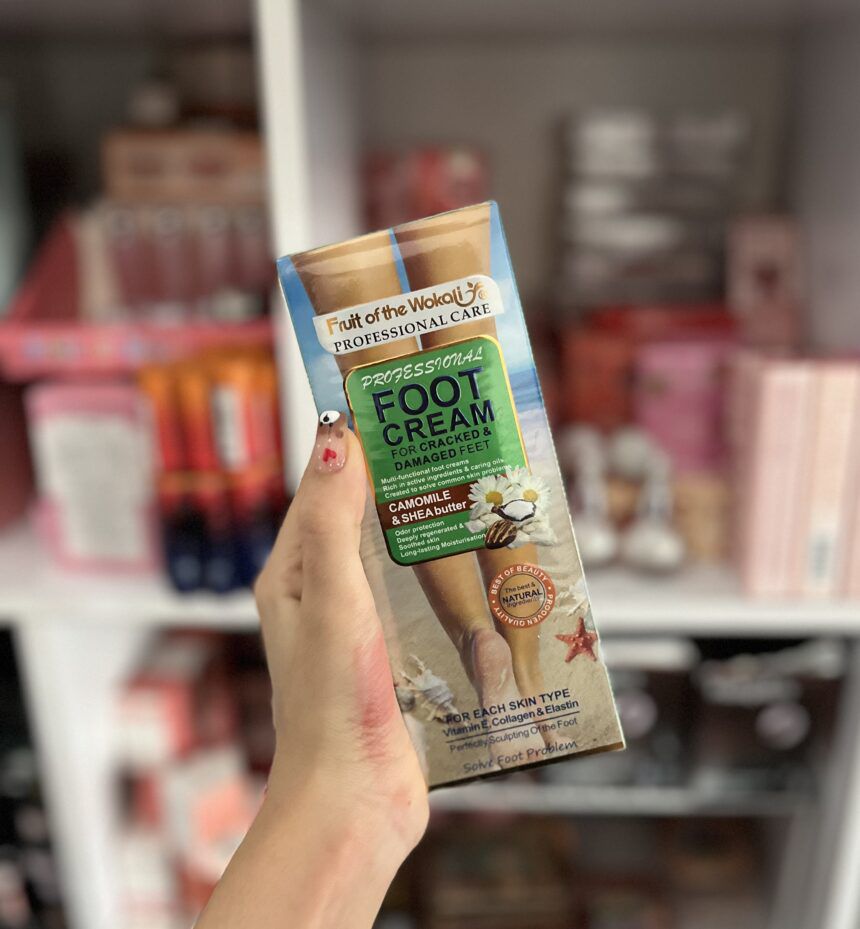 Fruit of the Wokali
PROFESSIONAL CARE
PROFESSIONAL
FOOT
CREAM
FOR CRACKED &
DAMAGED FEET
Multi-functional foot creams
Rich in active ingredients & caring oils
Created to solve common skin problems
CAMOMILE
& SHEA butter
Odor protection
Deeply regenerated &
Soothed skin
Long-lasting Moisturisation
BEST OF BEAUTY
The best &
NATURAL
ingredients
PROOVEN QUALITY
FOR EACH SKIN TYPE
Vitamin E, Collagen & Elastin
Perfectly Sculpting Of the Foot
Solve Foot Problem